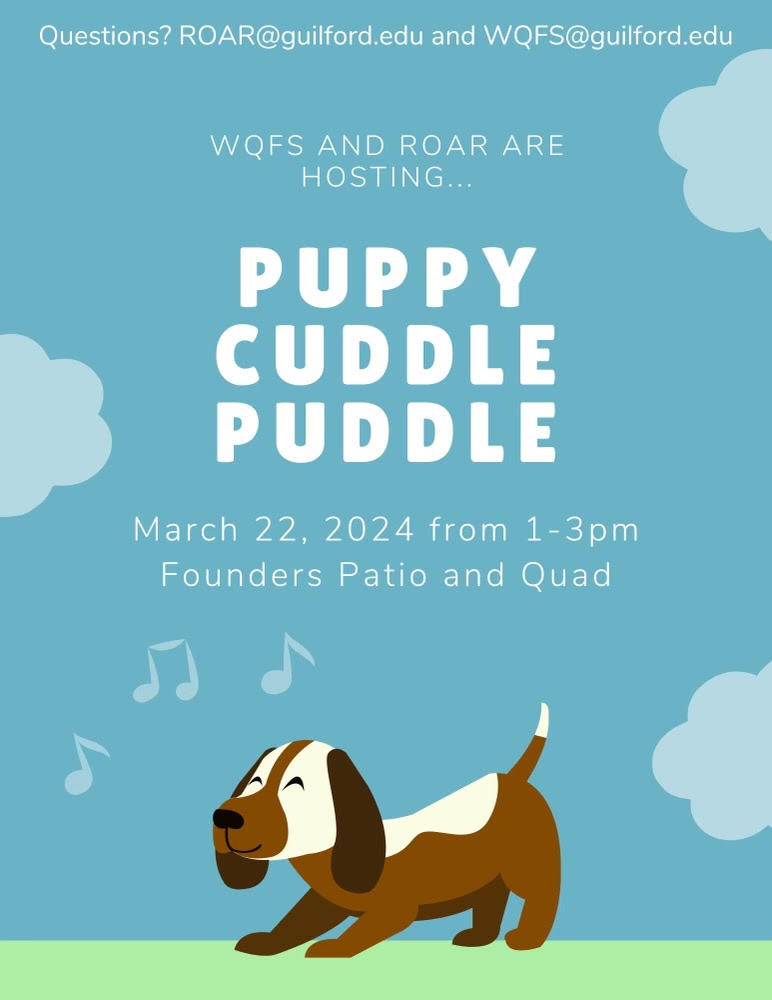 Questions? ROAR@guilford.edu and WQFS@guilford.edu
WQFS AND ROAR ARE
HOSTING...
PUPPY
CUDDLE
PUDDLE
March 22, 2024 from 1-3pm
Founders Patio and Quad